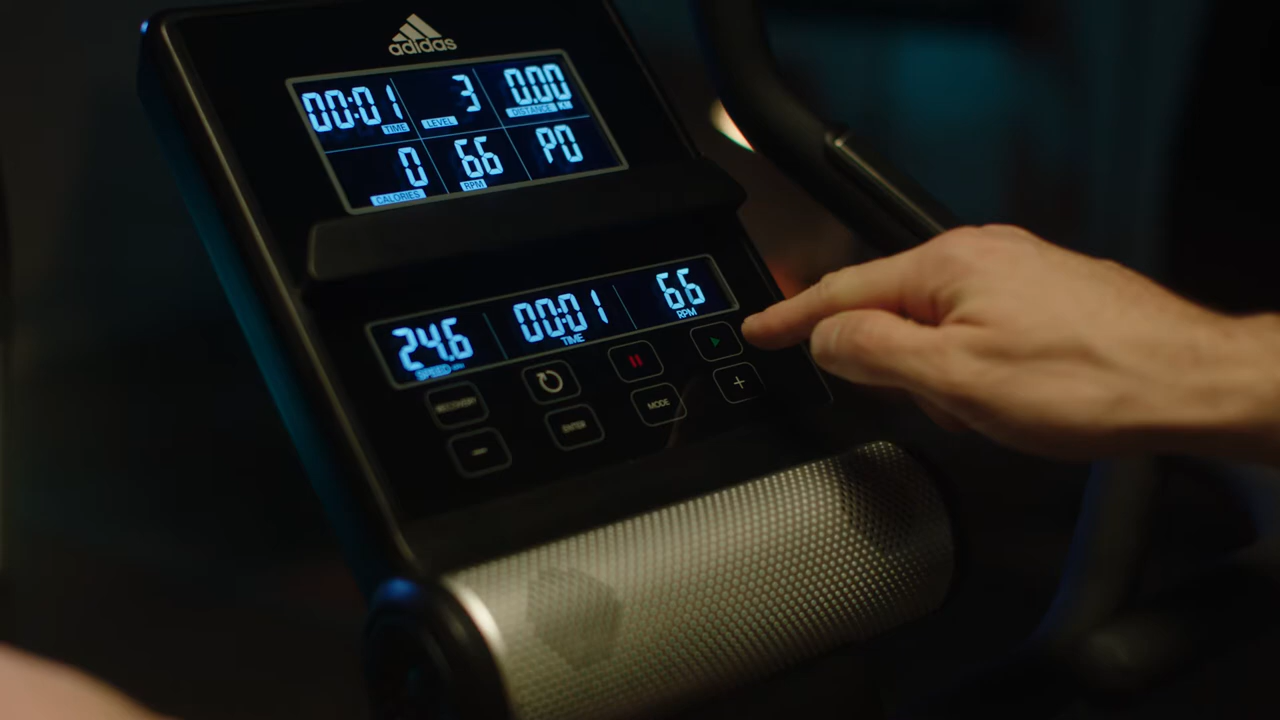 adidas
00:01 3 0.00
TIME LEVEL DISTANCE
0 66 P0
CALORIES RPM
24.6 00:01 66
SPEED TIME RPM
RECOVERY
ENTER MODE